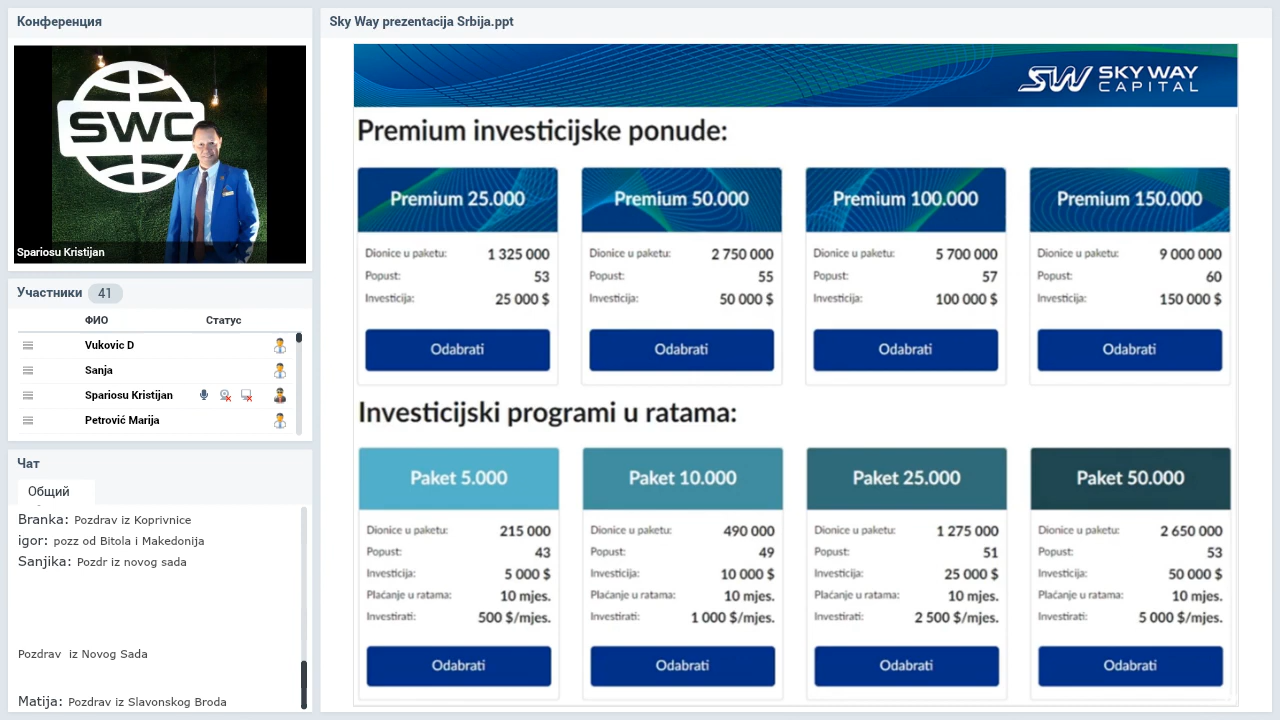 Конференция
SWC
Spariosu Kristijan
Участники 41
ФИО Статус
Vukovic D
Sanja
Spariosu Kristijan
Petrović Marija
Чат
Общий
Branka: Pozdrav iz Koprivnice
igor: pozz od Bitola i Makedonija
Sanjika: Pozdr iz novog sada
Pozdrav iz Novog Sada
Matija: Pozdrav iz Slavonskog Broda
Sky Way prezentacija Srbija.ppt
SW SKY WAY
CAPITAL
Premium investicijske ponude:
Premium 25.000
Dionice u paketu: 1 325 000
Popust: 53
Investicija: 25 000 $
Odabrati
Premium 50.000
Dionice u paketu: 2 750 000
Popust: 55
Investicija: 50 000 $
Odabrati
Premium 100.000
Dionice u paketu: 5 700 000
Popust: 57
Investicija: 100 000 $
Odabrati
Premium 150.000
Dionice u paketu: 9 000 000
Popust: 60
Investicija: 150 000 $
Odabrati
Investicijski programi u ratama:
Paket 5.000
Dionice u paketu: 215 000
Popust: 43
Investicija: 5 000 $
Plaćanje u ratama: 10 mjes.
Investirati: 500 $/mjes.
Odabrati
Paket 10.000
Dionice u paketu: 490 000
Popust: 49
Investicija: 10 000 $
Plaćanje u ratama: 10 mjes.
Investirati: 1 000 $/mjes.
Odabrati
Paket 25.000
Dionice u paketu: 1 275 000
Popust: 51
Investicija: 25 000 $
Plaćanje u ratama: 10 mjes.
Investirati: 2 500 $/mjes.
Odabrati
Paket 50.000
Dionice u paketu: 2 650 000
Popust: 53
Investicija: 50 000 $
Plaćanje u ratama: 10 mjes.
Investirati: 5 000 $/mjes.
Odabrati